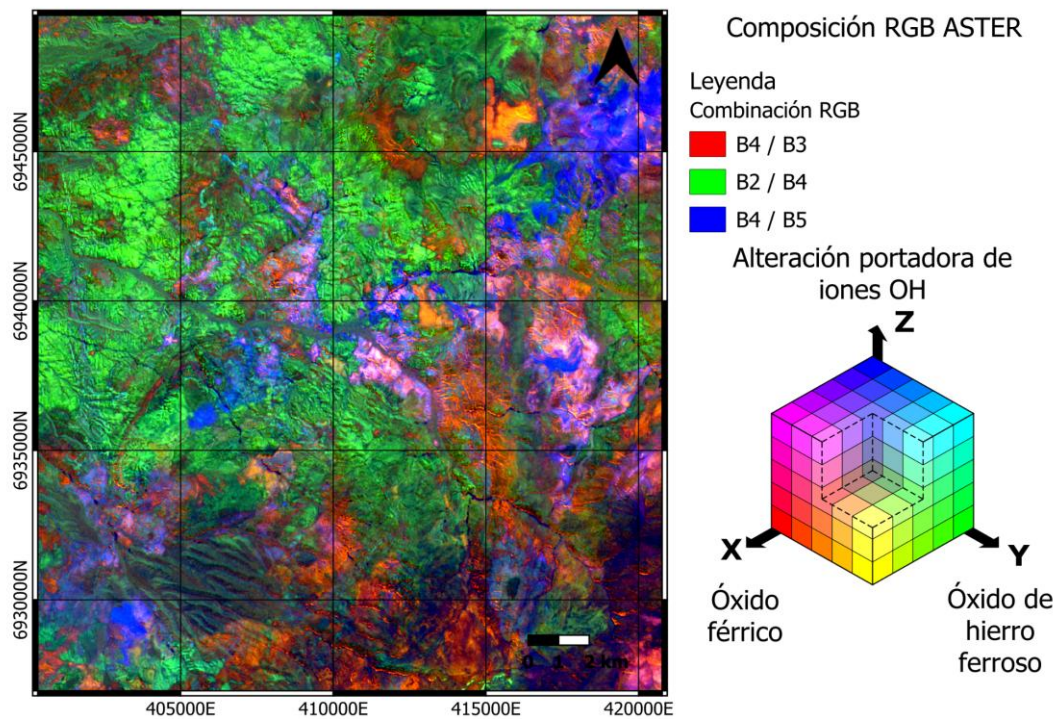 Composición RGB ASTER
Leyenda
Combinación RGB
B4 / B3
B2 / B4
B4 / B5
Alteración portadora de
iones OH
Z
X
Y
Óxido
férrico
Óxido de
hierro
ferroso
6945000N
6940000N
6935000N
6930000N
0 1 2 km
405000E
410000E
415000E
420000E